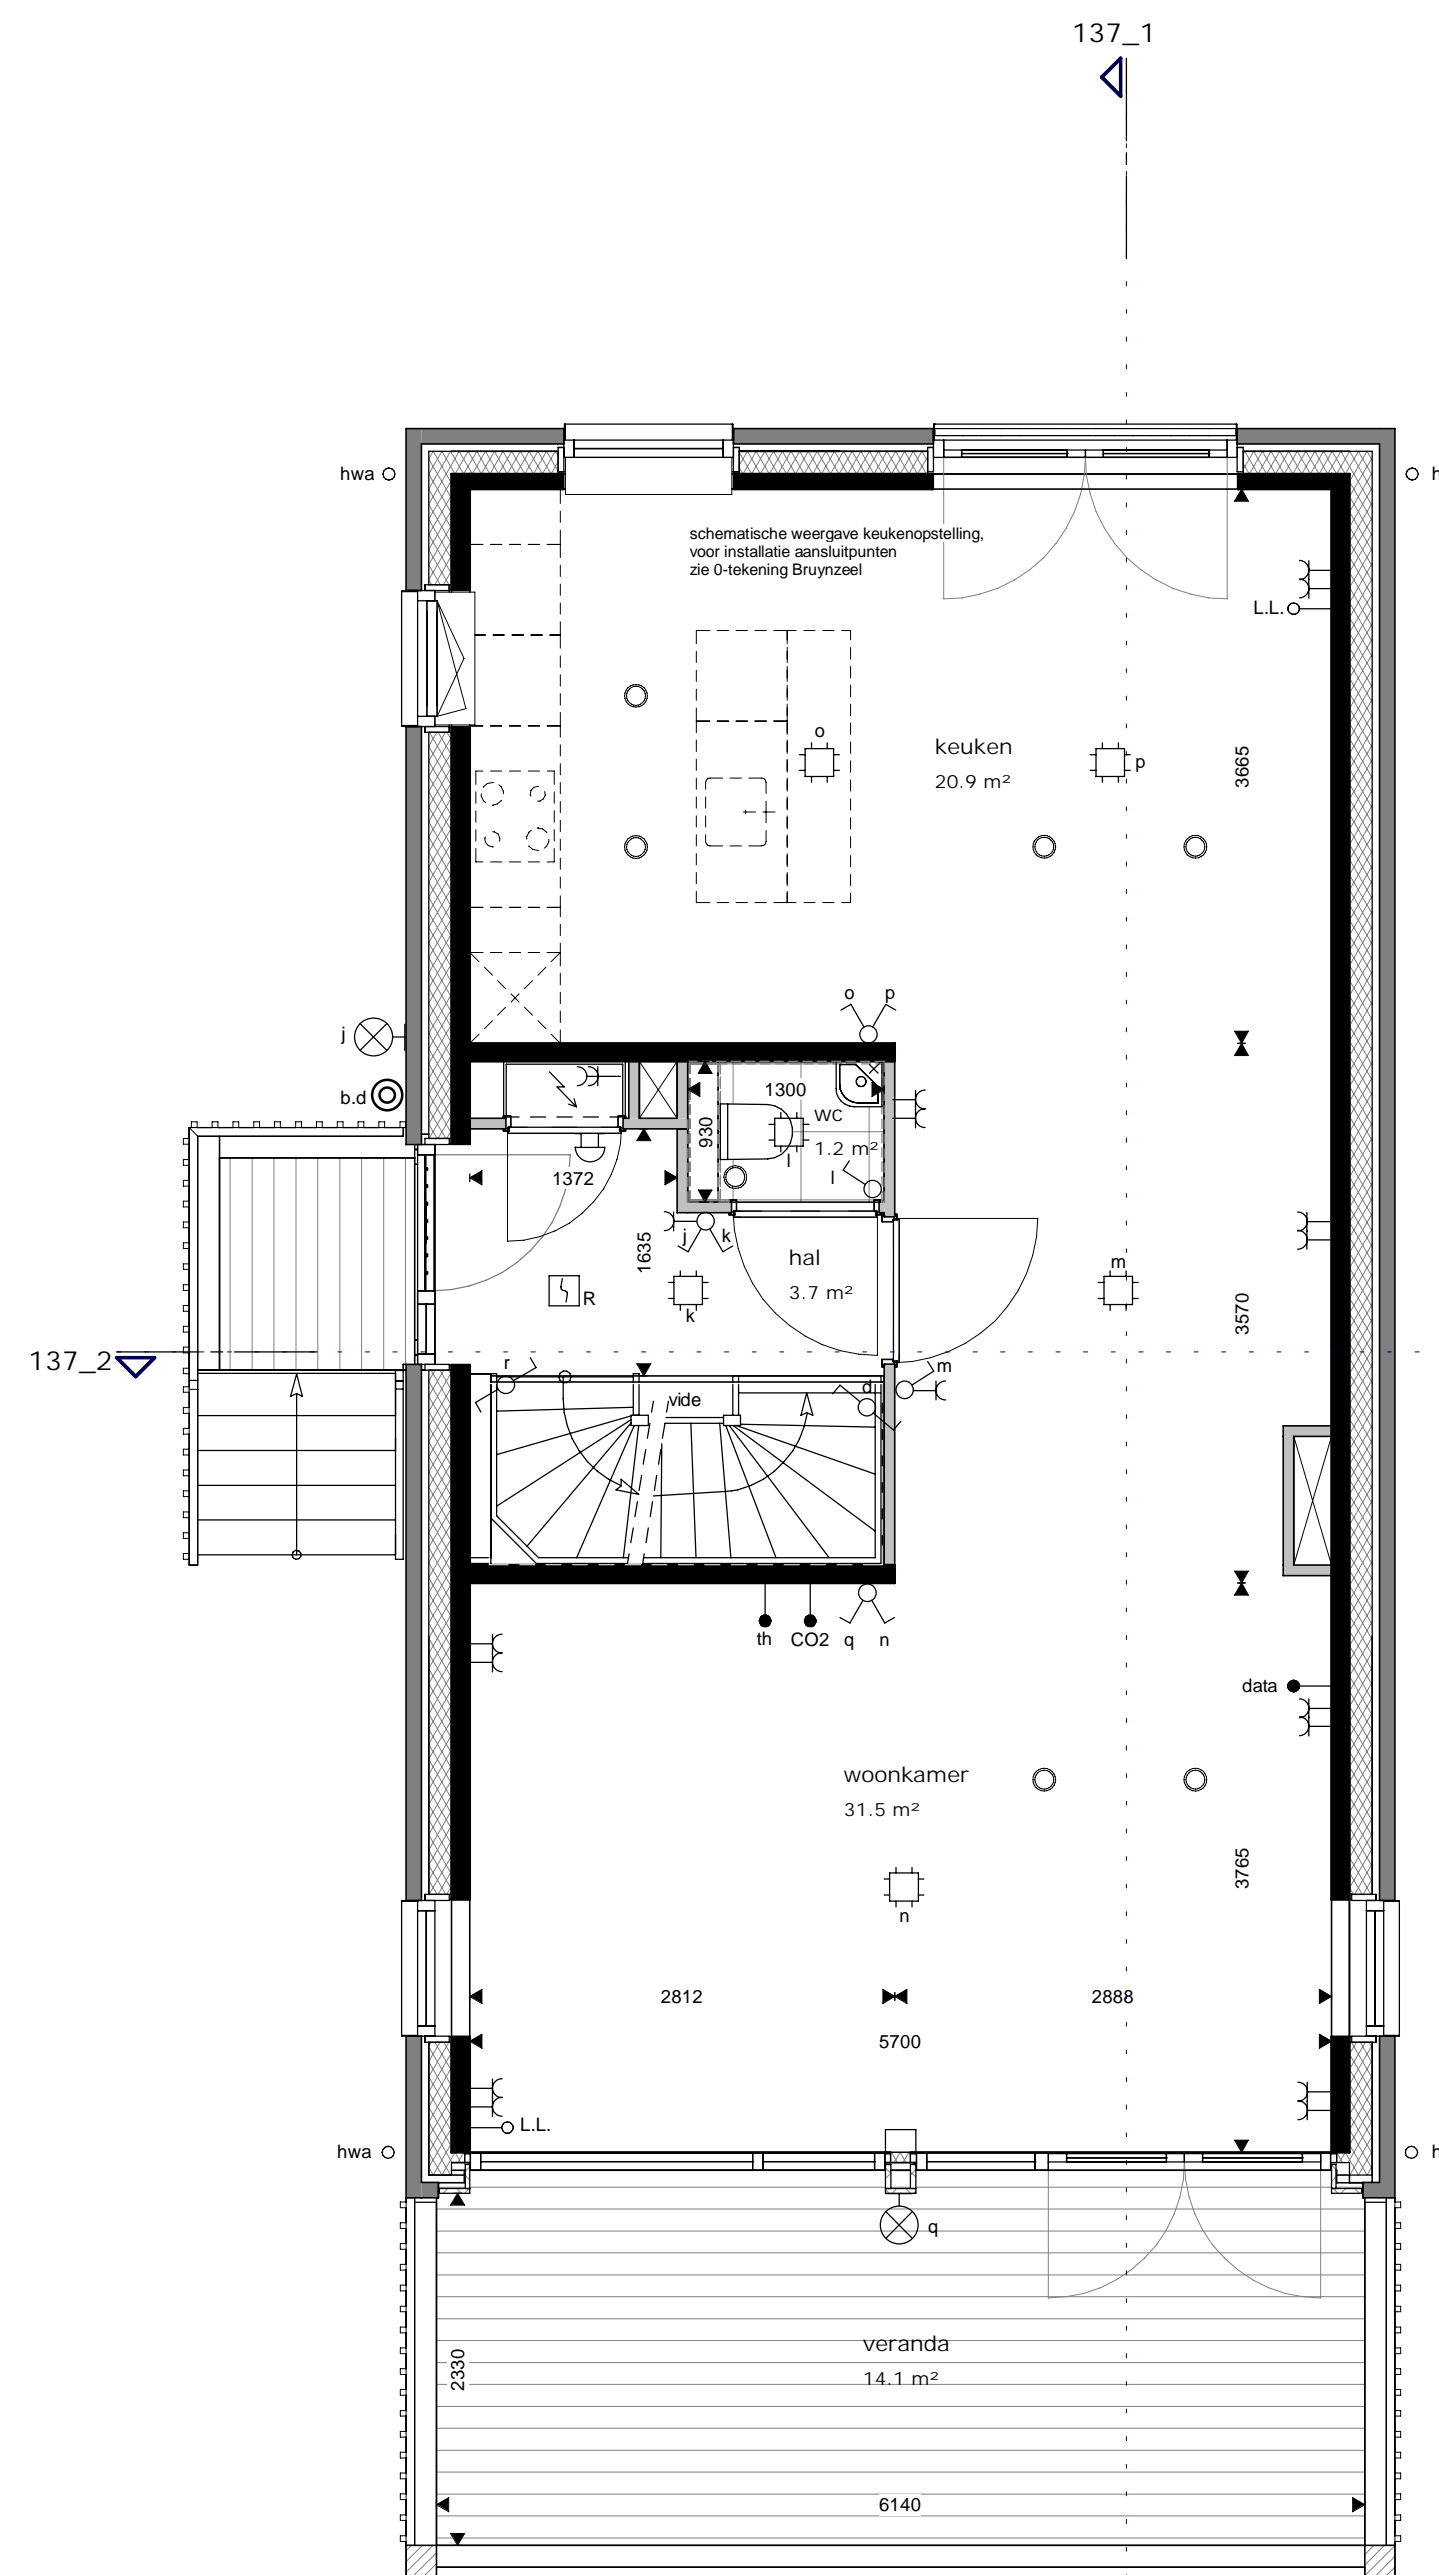 137_1
hwa
h
schematische weergave keukenopstelling,
voor installatie aansluitpunten
zie 0-tekening Bruynzeel
L.L.
o
keuken
p
20.9 m²
3665
o p
j
b.d
1300
wc
930
1.2 m²
l
l
1372
j k
1635
hal
3.7 m²
m
R
k
3570
137_2
r
vide
d
m
th CO2 q n
data
woonkamer
31.5 m²
3765
n
2812 2888
5700
L.L.
hwa
h
q
veranda
14.1 m²
2330
6140